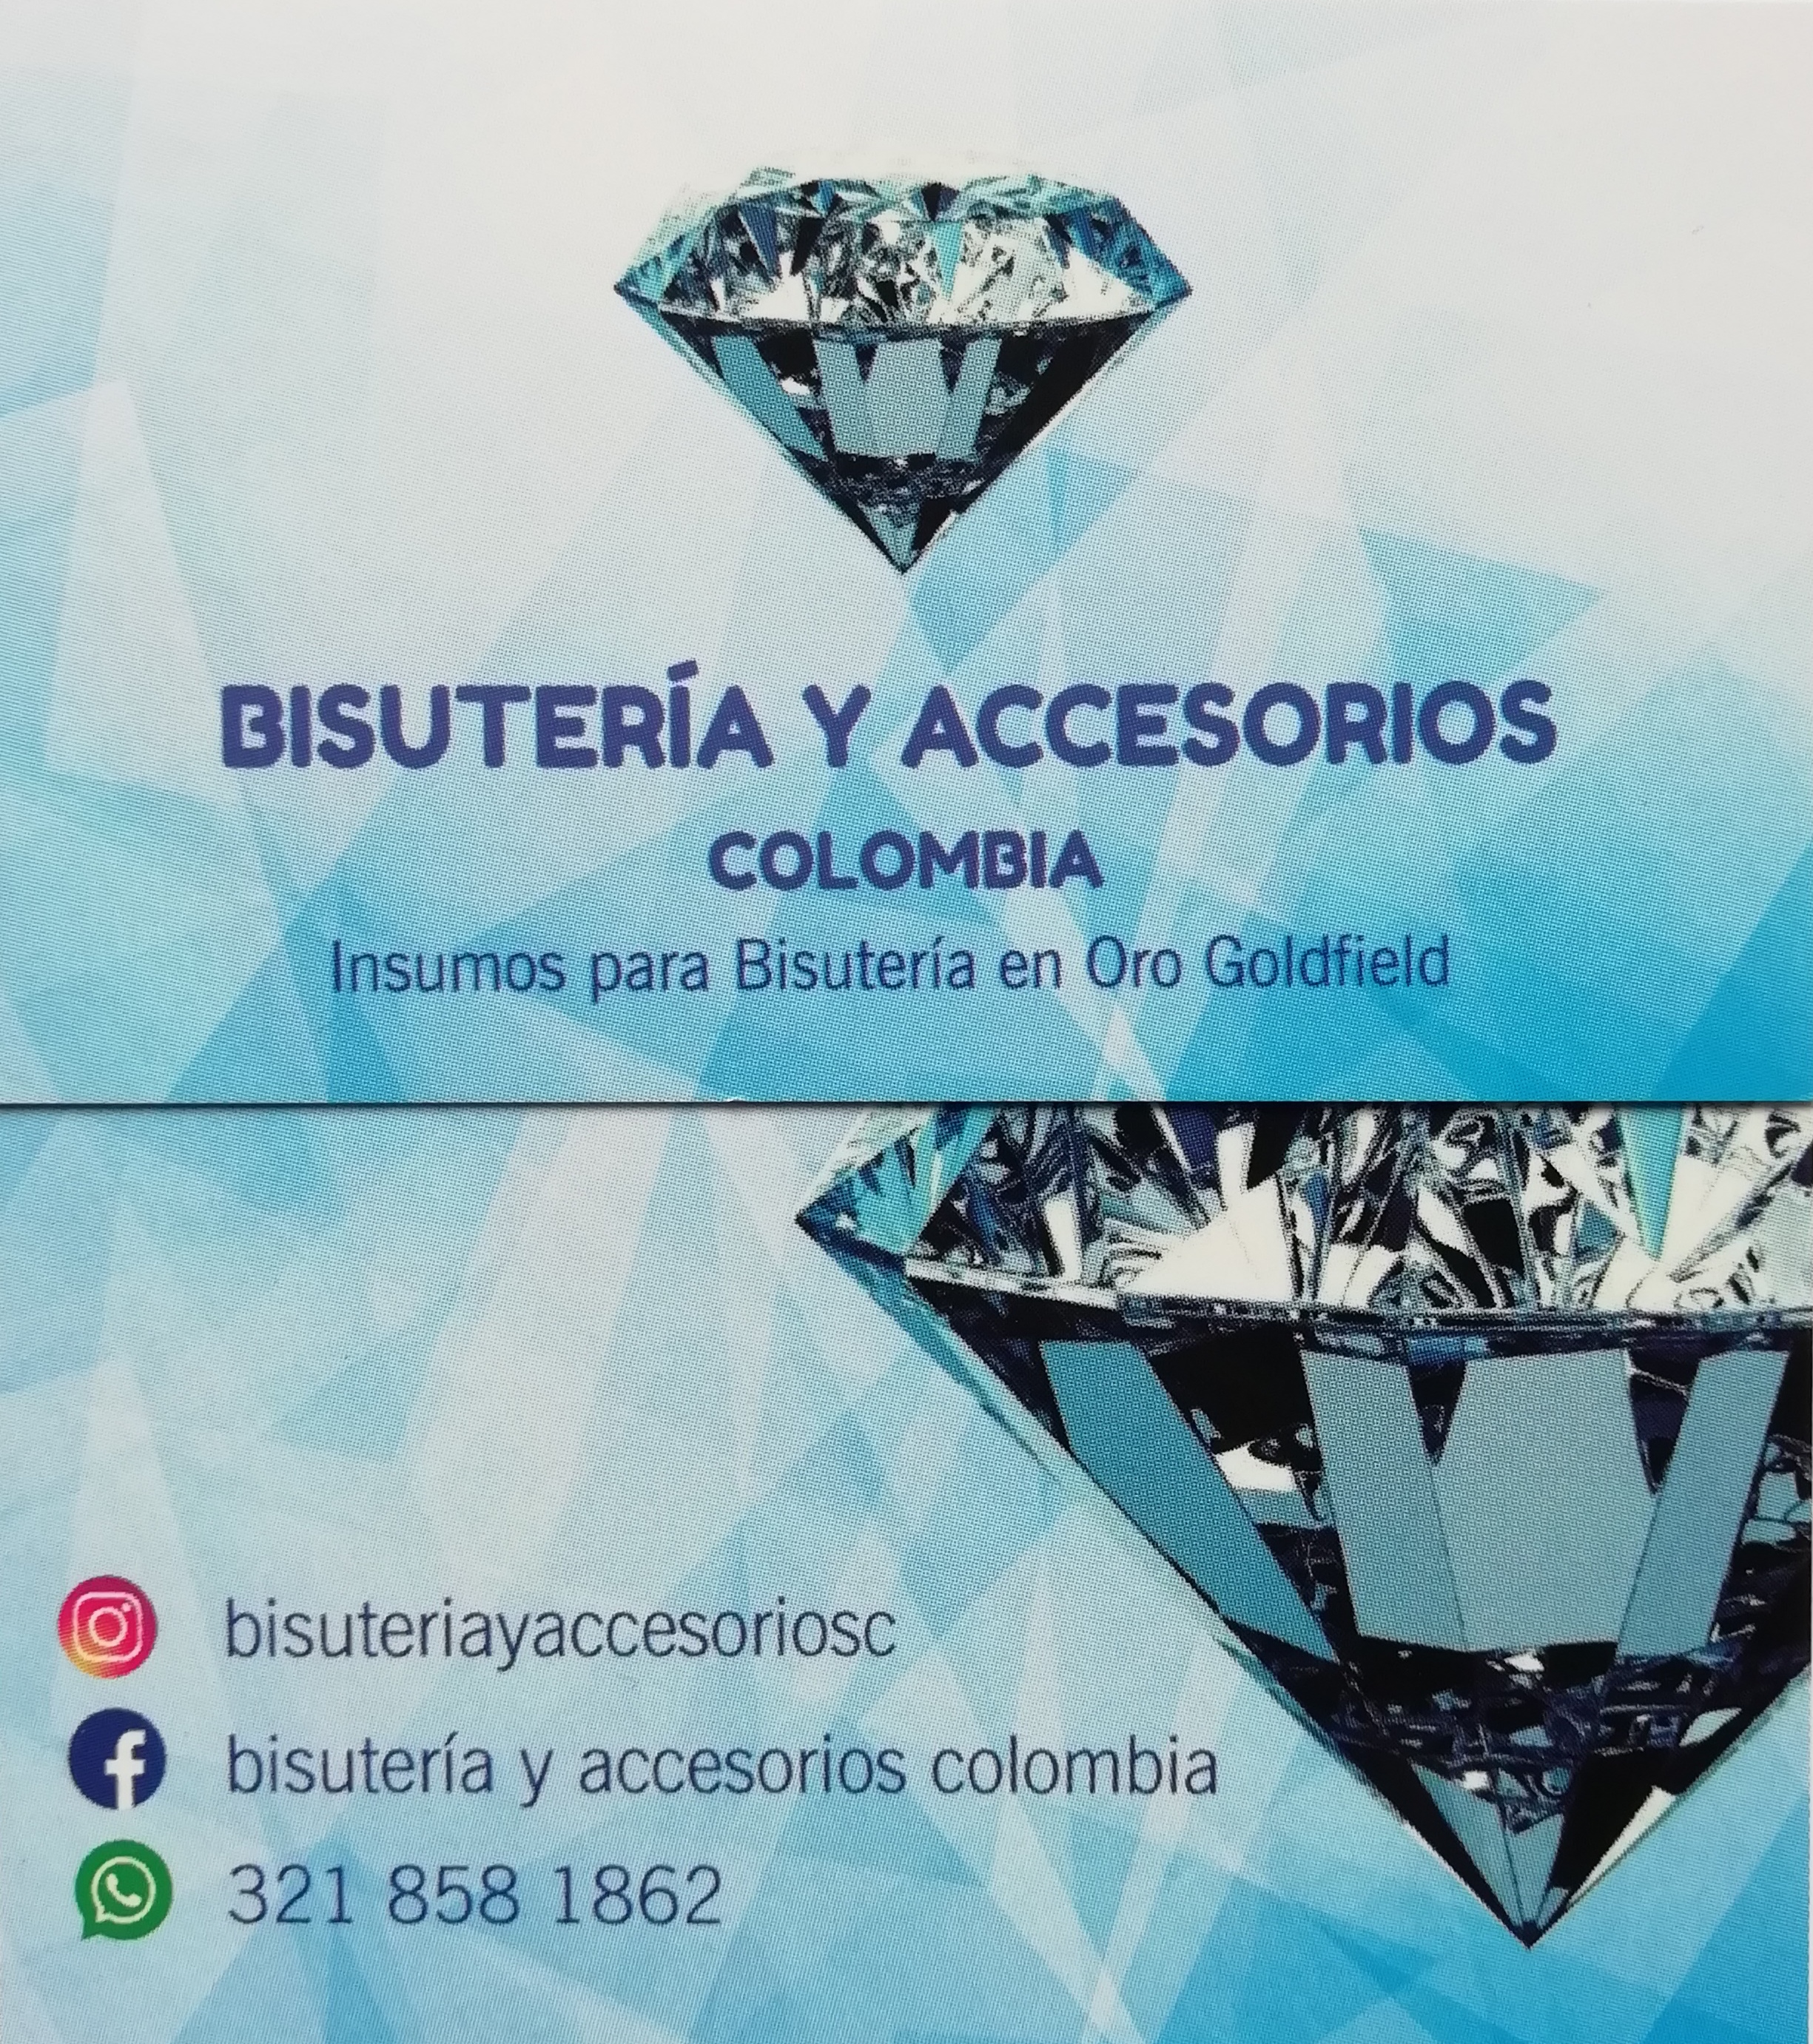 BISUTERÍA Y ACCESORIOS
COLOMBIA
Insumos para Bisutería en Oro Goldfield
bisuteriayaccesoriosc
bisutería y accesorios colombia
321 858 1862